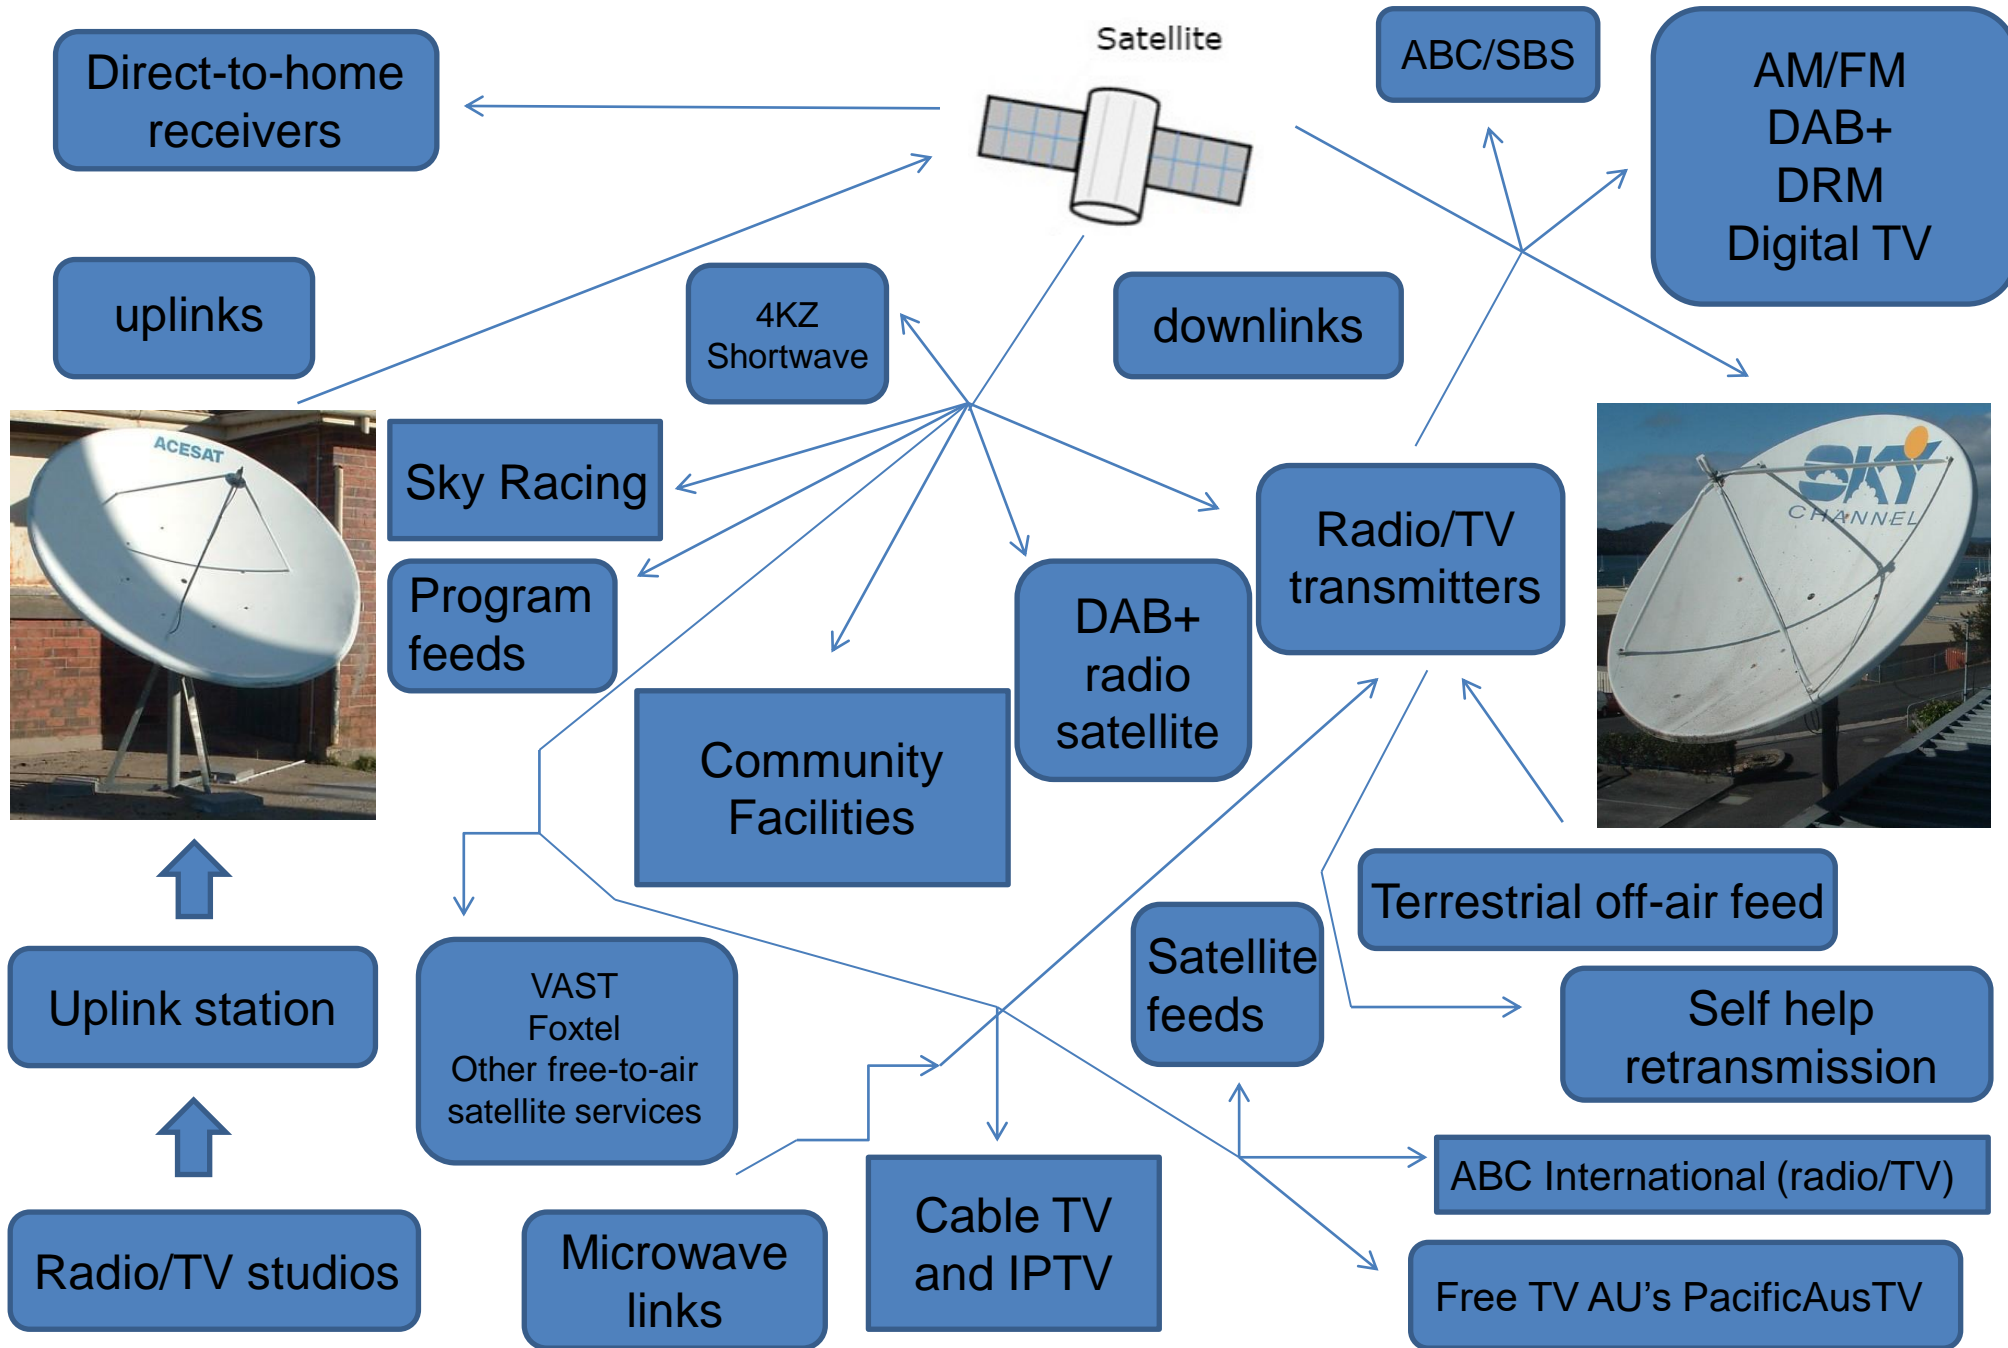 Satellite
Direct-to-home
receivers
ABC/SBS
AM/FM
DAB+
DRM
Digital TV
uplinks
4KZ
Shortwave
downlinks
ACESAT
Sky Racing
SKY
CHANNEL
Program
feeds
Radio/TV
transmitters
DAB+
radio
satellite
Community
Facilities
Terrestrial off-air feed
Satellite
feeds
Uplink station
VAST
Foxtel
Other free-to-air
satellite services
Self help
retransmission
ABC International (radio/TV)
Radio/TV studios
Microwave
links
Cable TV
and IPTV
Free TV AU’s PacificAusTV